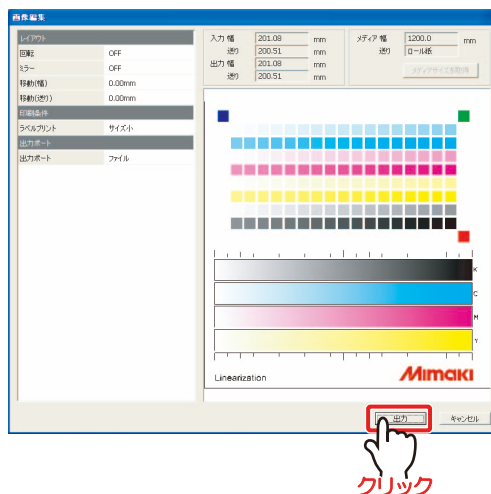 画像編集
レイアウト
回転 OFF
ミラー OFF
移動(幅) 0.00mm
移動(送り) 0.00mm
印刷条件
ラベルプリント サイズ小
出力ポート
出力ポート ファイル
入力 幅 201.08 mm
送り 200.51 mm
出力 幅 201.08 mm
送り 200.51 mm
メディア 幅 1200.0 mm
送り ロール紙
メディアサイズを取得
K
C
M
Y
Linearization
Mimaki
出力
キャンセル
クリック